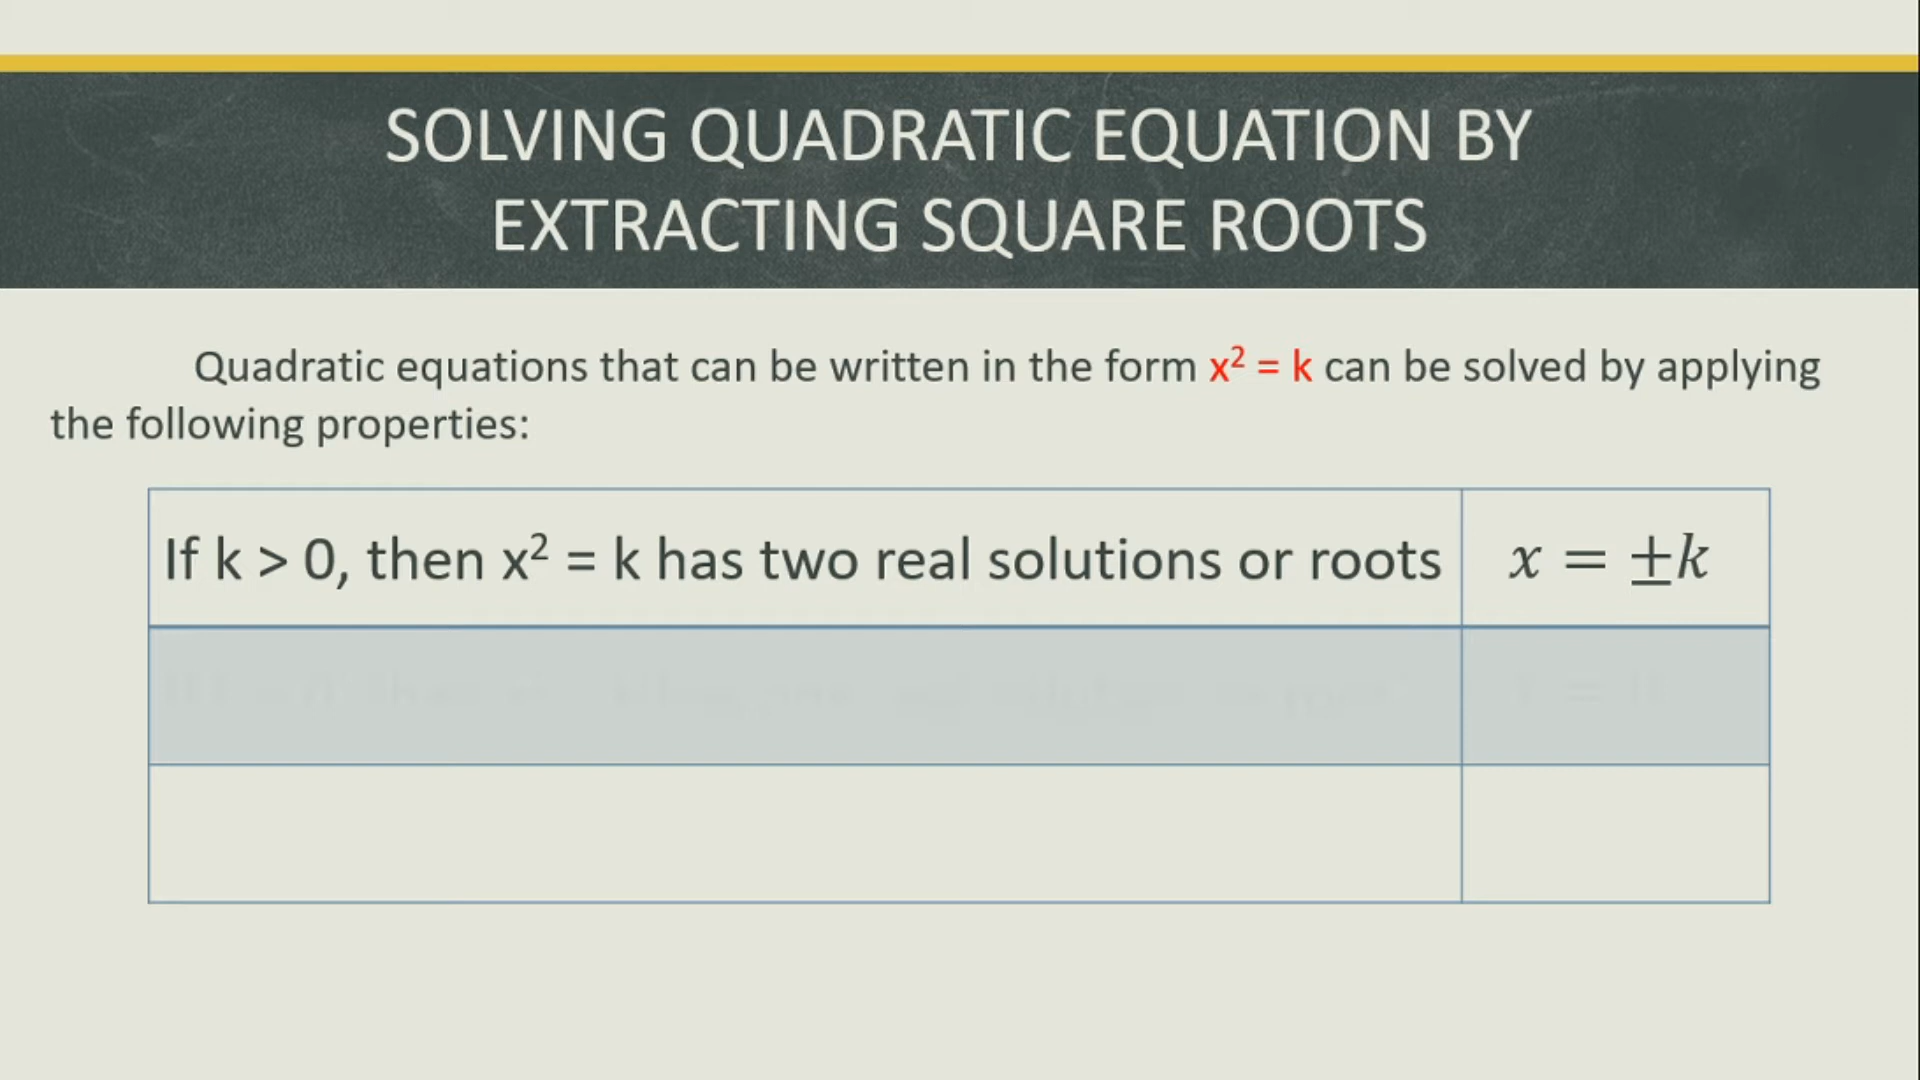 SOLVING QUADRATIC EQUATION BY
EXTRACTING SQUARE ROOTS
Quadratic equations that can be written in the form x² = k can be solved by applying
the following properties:
If k > 0, then x² = k has two real solutions or roots
x = ±k